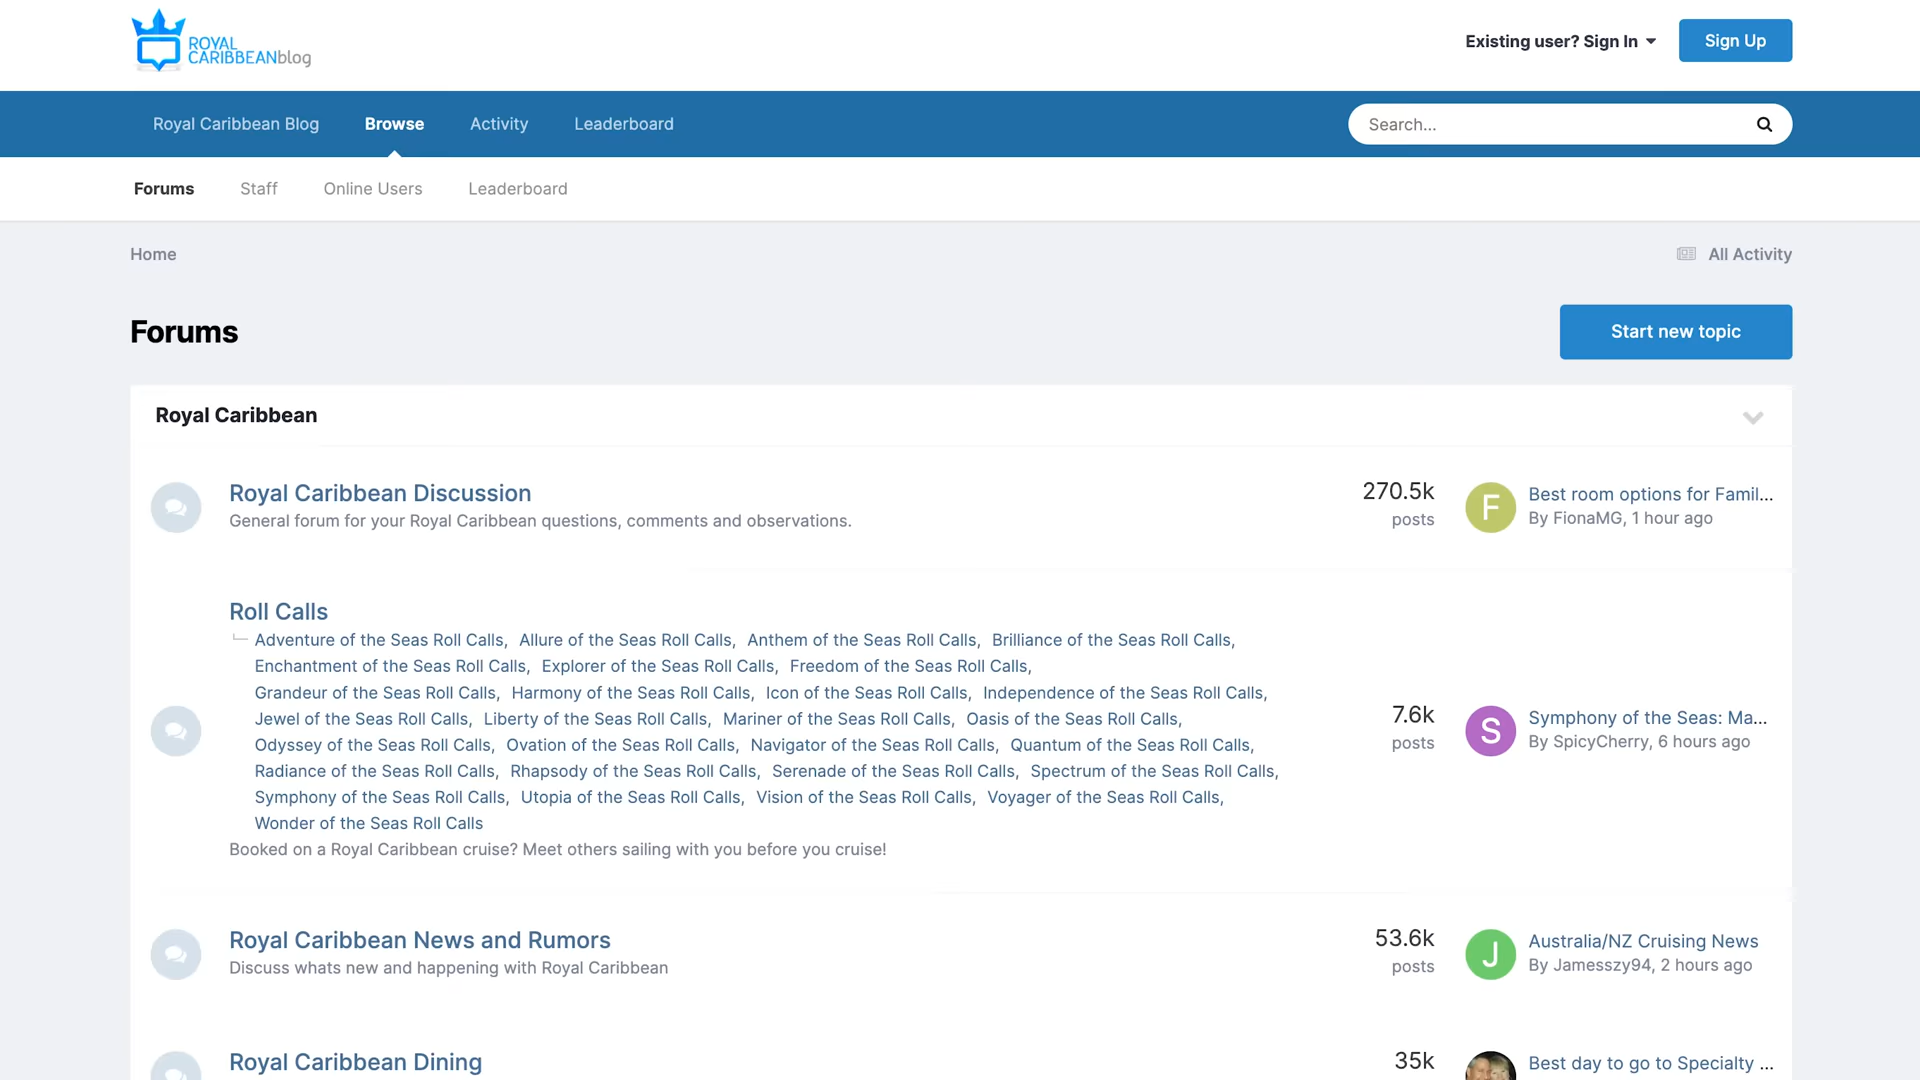 ROYAL
CARIBBEANblog
Existing user? Sign In
Sign Up
Royal Caribbean Blog
Browse
Activity
Leaderboard
Search...
Forums
Staff
Online Users
Leaderboard
Home
All Activity
Forums
Start new topic
Royal Caribbean
Royal Caribbean Discussion
General forum for your Royal Caribbean questions, comments and observations.
270.5k
posts
F
Best room options for Famil...
By FionaMG, 1 hour ago
Roll Calls
Adventure of the Seas Roll Calls, Allure of the Seas Roll Calls, Anthem of the Seas Roll Calls, Brilliance of the Seas Roll Calls,
Enchantment of the Seas Roll Calls, Explorer of the Seas Roll Calls, Freedom of the Seas Roll Calls,
Grandeur of the Seas Roll Calls, Harmony of the Seas Roll Calls, Icon of the Seas Roll Calls, Independence of the Seas Roll Calls,
Jewel of the Seas Roll Calls, Liberty of the Seas Roll Calls, Mariner of the Seas Roll Calls, Oasis of the Seas Roll Calls,
Odyssey of the Seas Roll Calls, Ovation of the Seas Roll Calls, Navigator of the Seas Roll Calls, Quantum of the Seas Roll Calls,
Radiance of the Seas Roll Calls, Rhapsody of the Seas Roll Calls, Serenade of the Seas Roll Calls, Spectrum of the Seas Roll Calls,
Symphony of the Seas Roll Calls, Utopia of the Seas Roll Calls, Vision of the Seas Roll Calls, Voyager of the Seas Roll Calls,
Wonder of the Seas Roll Calls
Booked on a Royal Caribbean cruise? Meet others sailing with you before you cruise!
7.6k
posts
S
Symphony of the Seas: Ma...
By SpicyCherry, 6 hours ago
Royal Caribbean News and Rumors
Discuss whats new and happening with Royal Caribbean
53.6k
posts
J
Australia/NZ Cruising News
By Jamesszy94, 2 hours ago
Royal Caribbean Dining
35k
Best day to go to Specialty ...